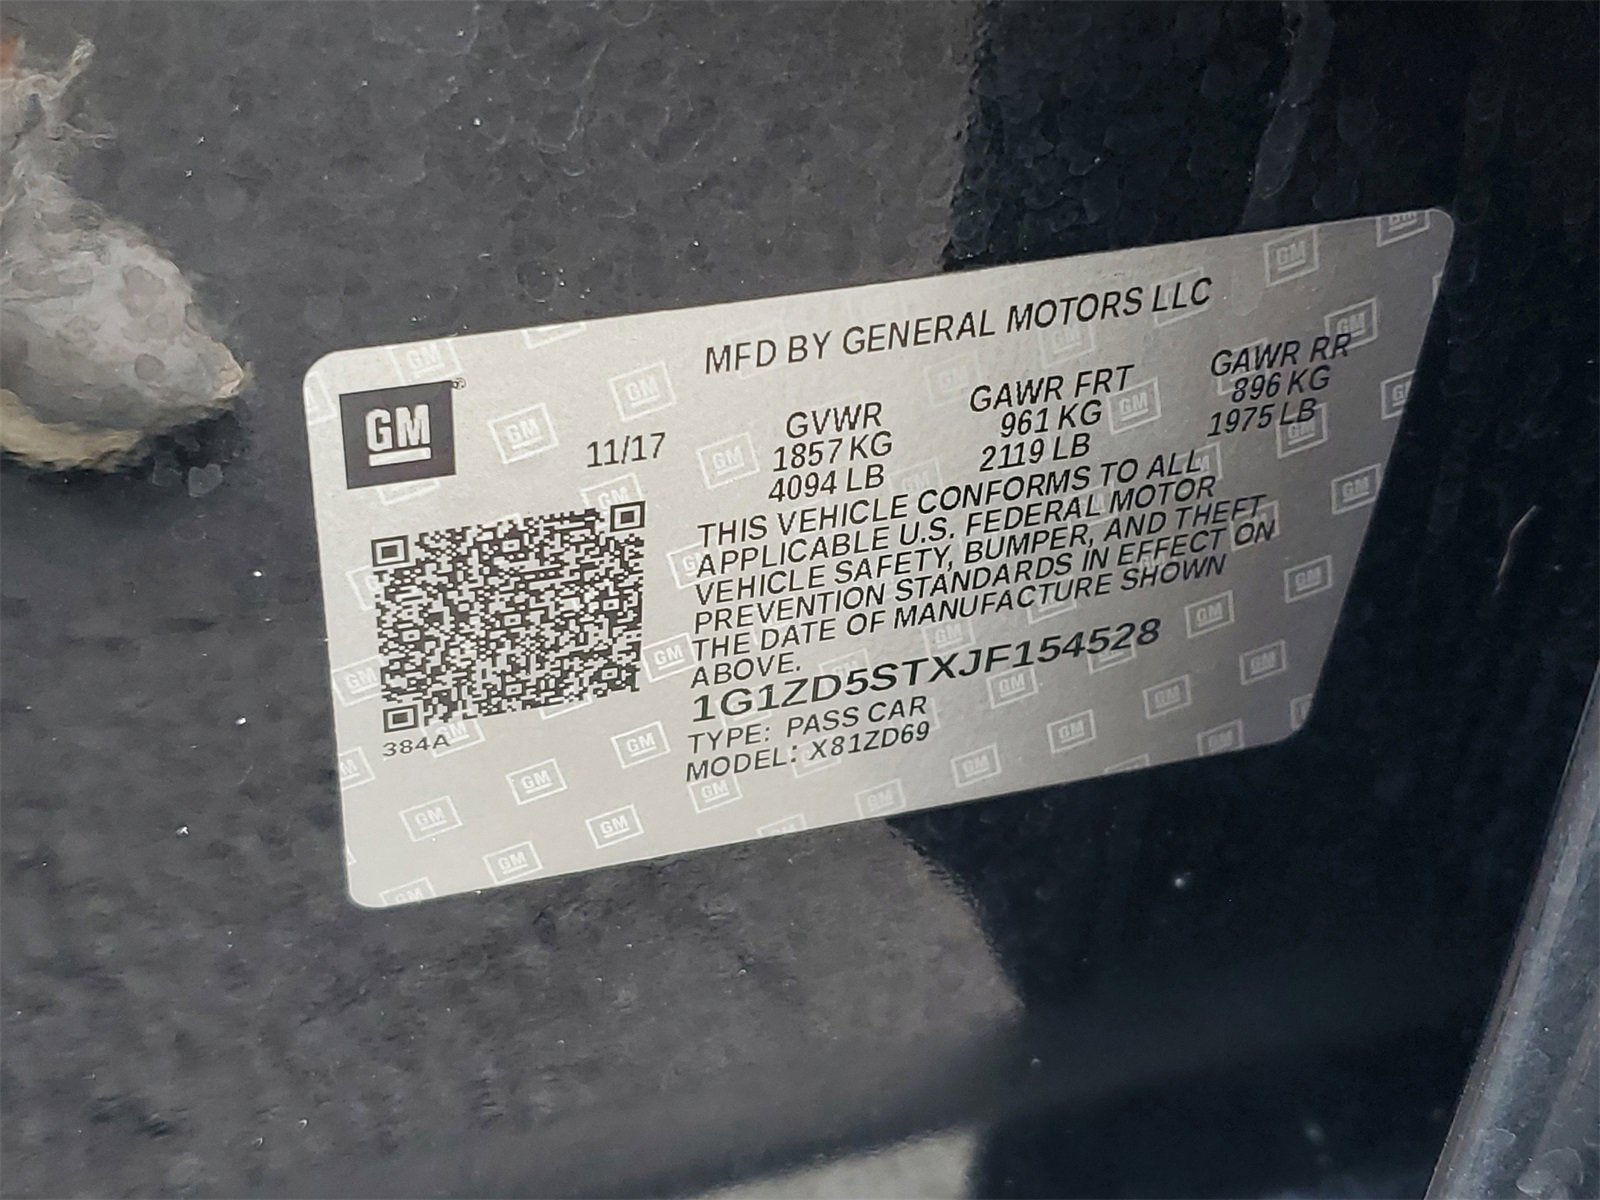 MFD BY GENERAL MOTORS LLC
GM
11/17
GVWR
1857 KG
4094 LB
GAWR FRT
961 KG
2119 LB
GAWR RR
896 KG
1975 LB
THIS VEHICLE CONFORMS TO ALL
APPLICABLE U.S. FEDERAL MOTOR
VEHICLE SAFETY, BUMPER, AND THEFT
PREVENTION STANDARDS IN EFFECT ON
THE DATE OF MANUFACTURE SHOWN
ABOVE.
1G1ZD5STXJF154528
TYPE: PASS CAR
MODEL: X81ZD69
384A